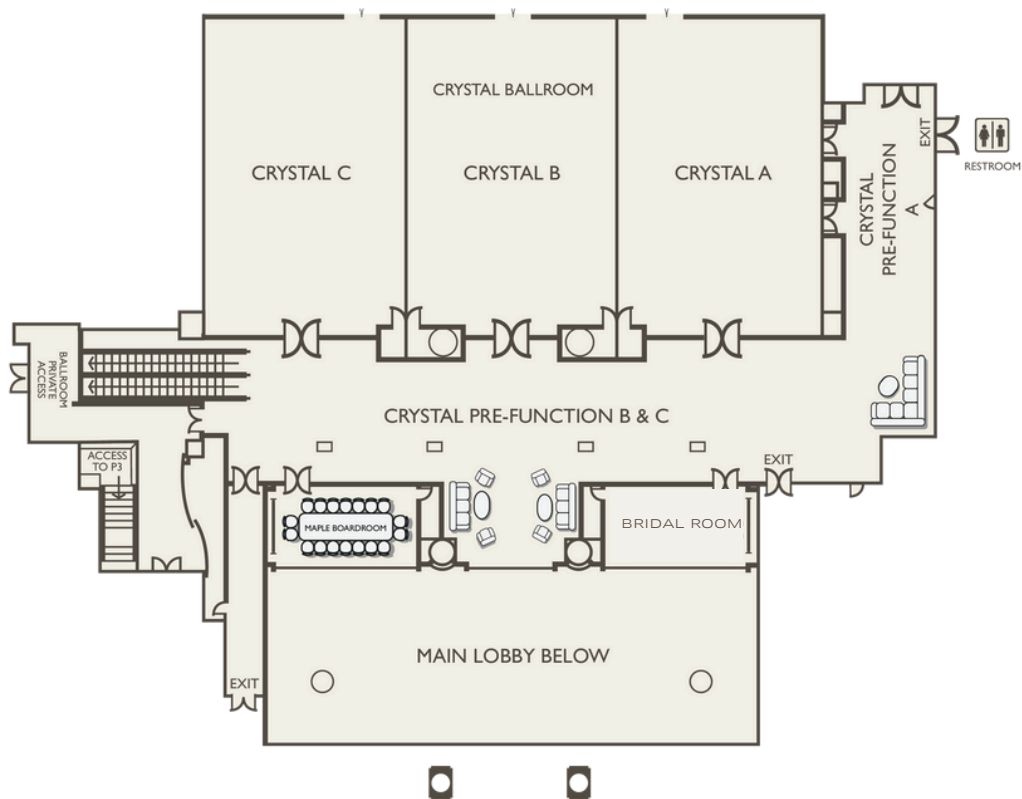 CRYSTAL BALLROOM
CRYSTAL C
CRYSTAL B
CRYSTAL A
CRYSTAL
PRE-FUNCTION
A
EXIT
RESTROOM
BALLROOM
PRIVATE
ACCESS
CRYSTAL PRE-FUNCTION B & C
ACCESS
TO P3
EXIT
MAPLE BOARDROOM
BRIDAL ROOM
MAIN LOBBY BELOW
EXIT